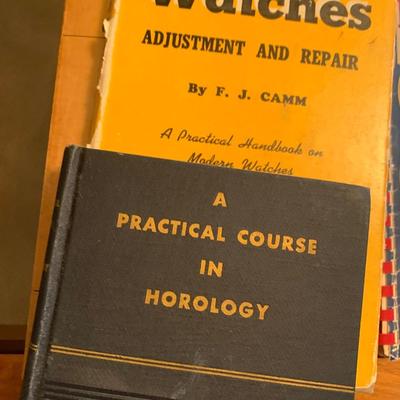 Watches
ADJUSTMENT AND REPAIR
By F. J. CAMM
A Practical Handbook on
Modern Watches
A
PRACTICAL COURSE
IN
HOROLOGY